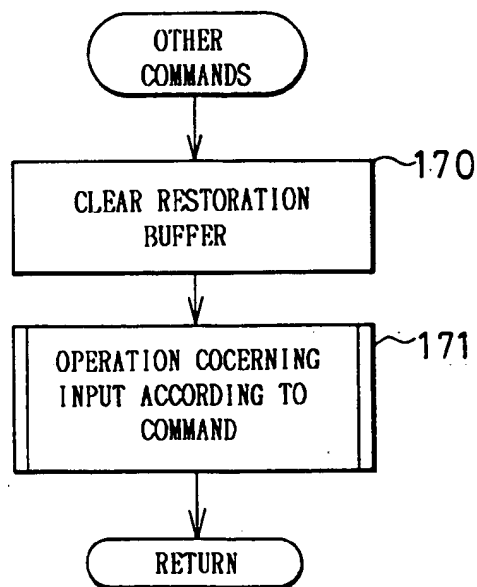 OTHER
COMMANDS
170
CLEAR RESTORATION
BUFFER
171
OPERATION COCERNING
INPUT ACCORDING TO
COMMAND
RETURN